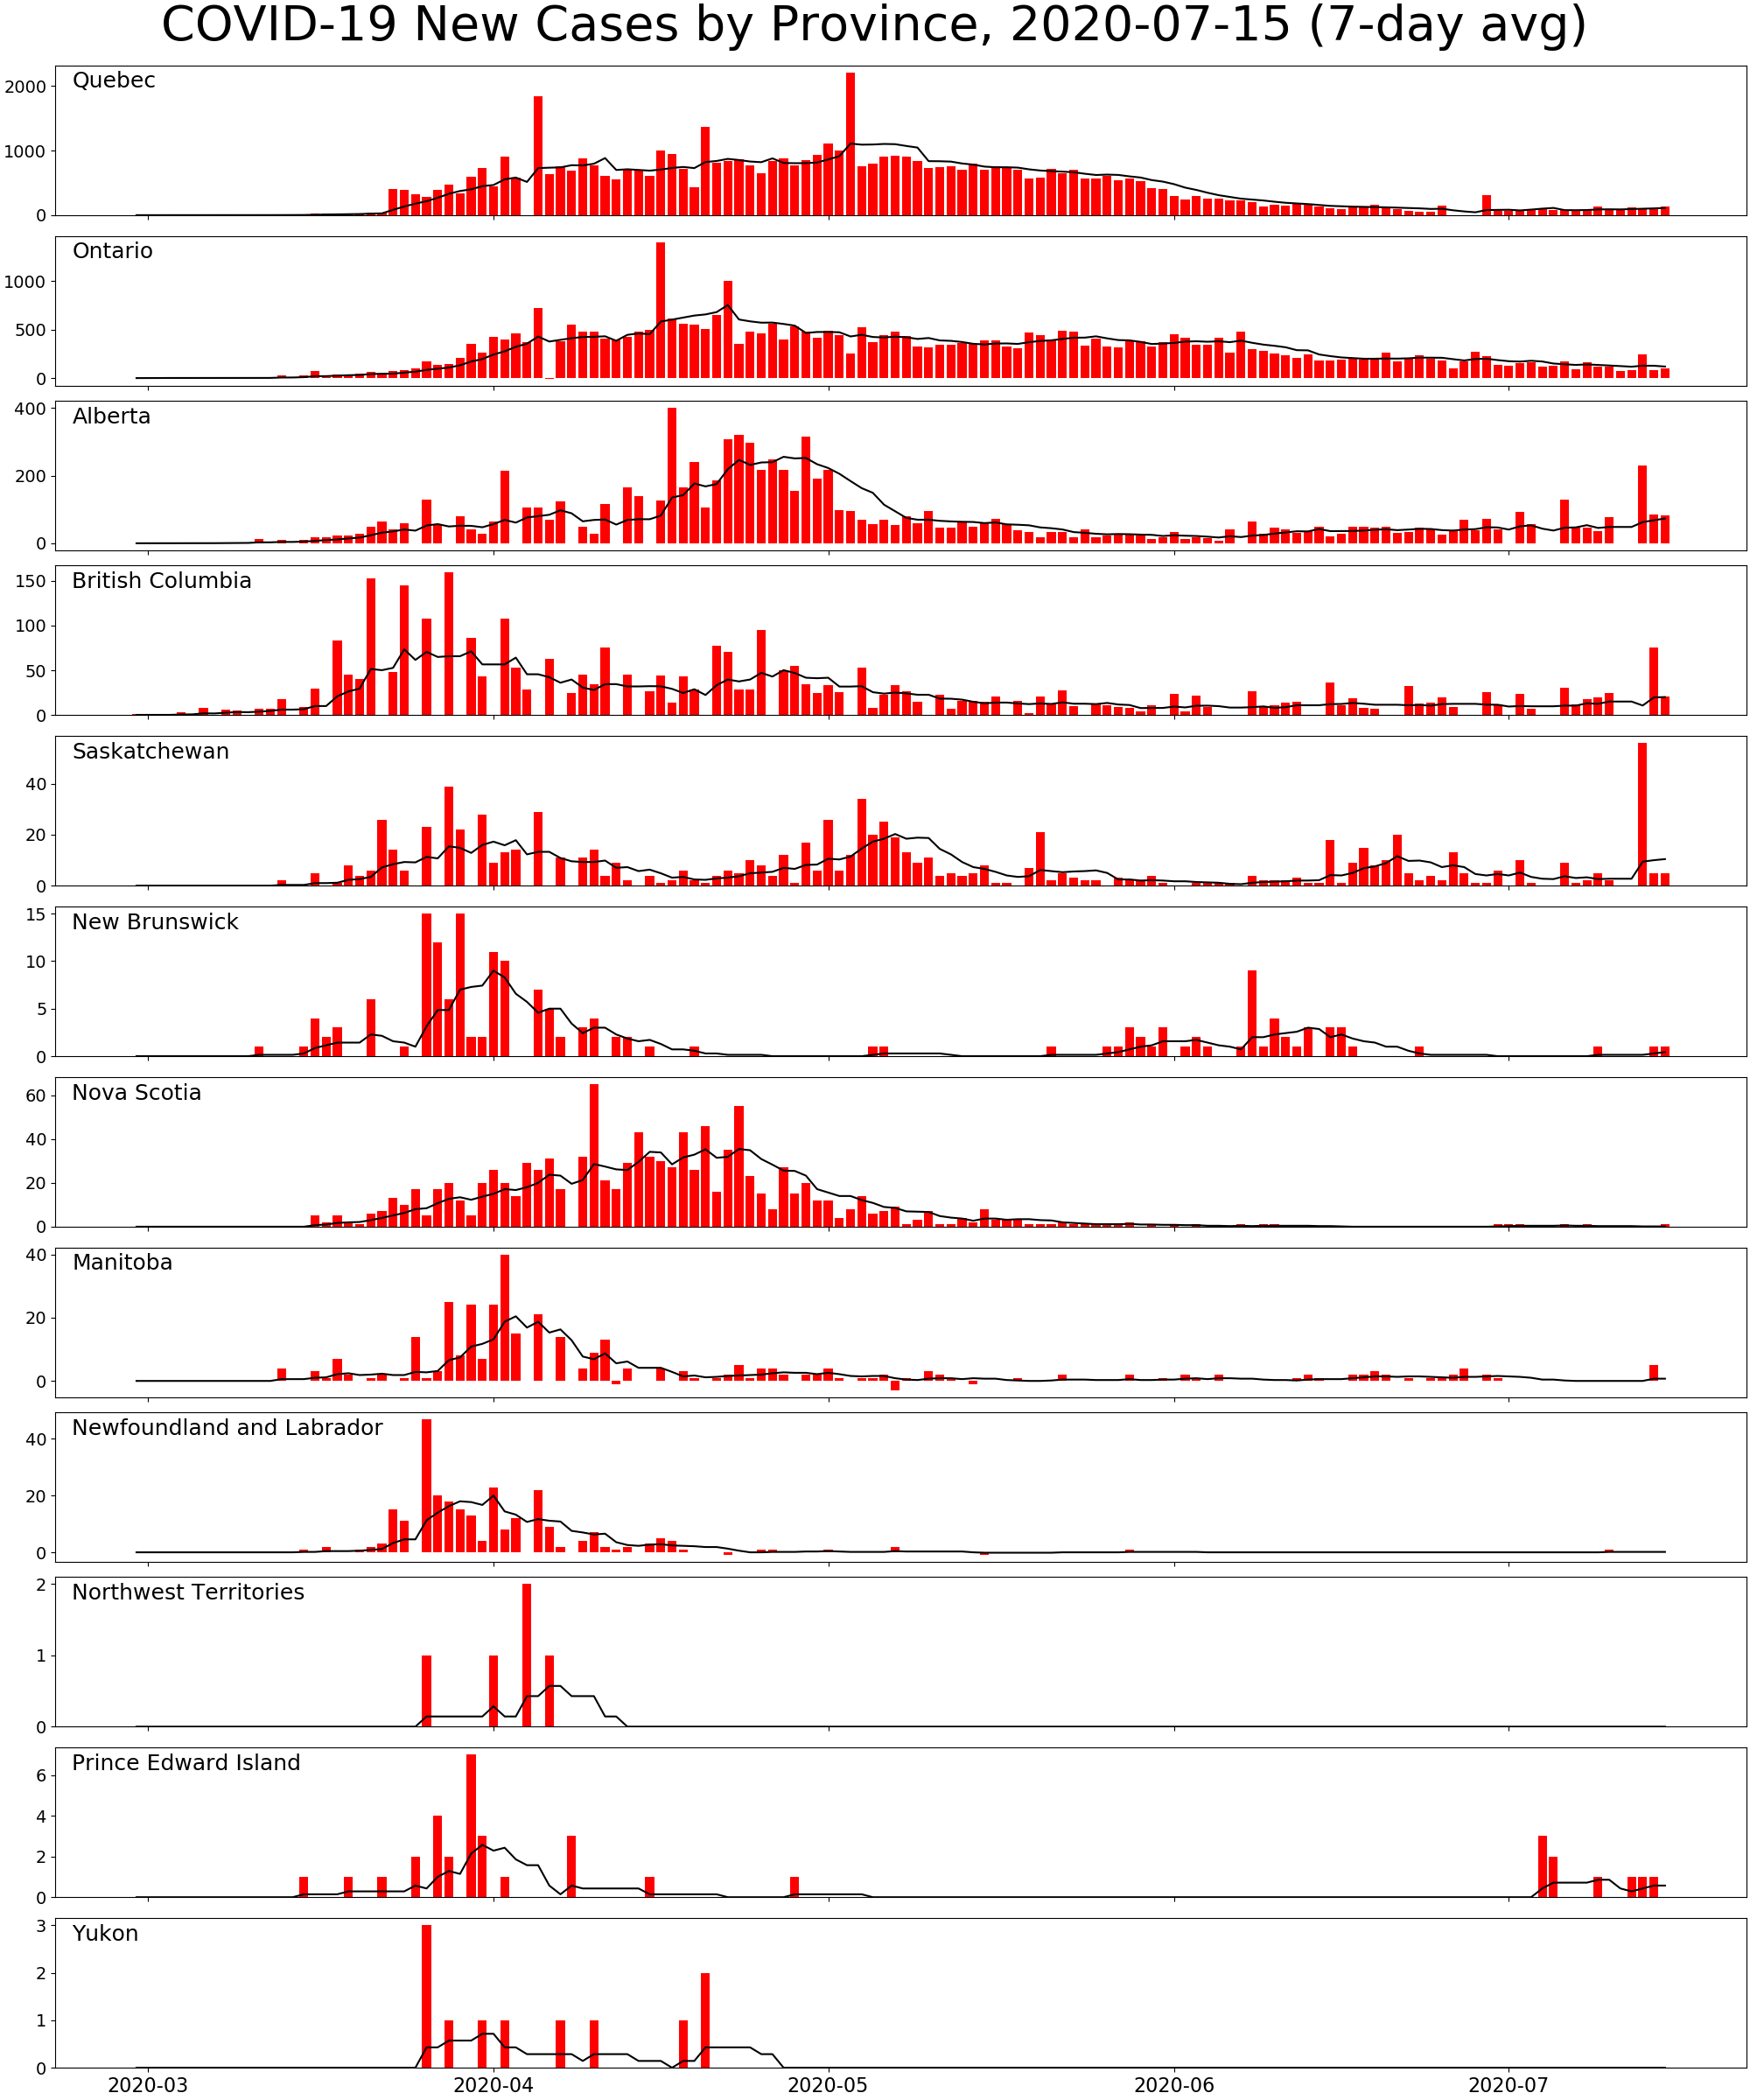 COVID-19 New Cases by Province, 2020-07-15 (7-day avg)
Quebec
2000
1000
0
Ontario
1000
500
0
Alberta
400
200
0
British Columbia
150
100
50
0
Saskatchewan
40
20
0
New Brunswick
15
10
5
0
Nova Scotia
60
40
20
0
Manitoba
40
20
0
Newfoundland and Labrador
40
20
0
Northwest Territories
2
1
0
Prince Edward Island
6
4
2
0
Yukon
3
2
1
0
2020-03 2020-04 2020-05 2020-06 2020-07